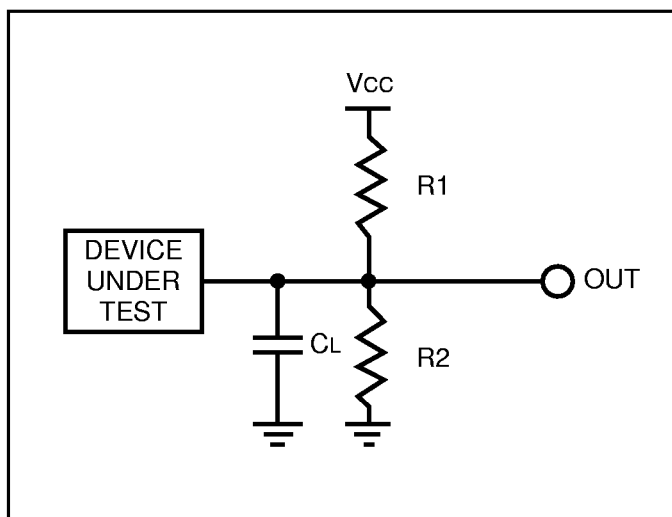 VCC
R1
DEVICE
UNDER
TEST
OUT
CL
R2